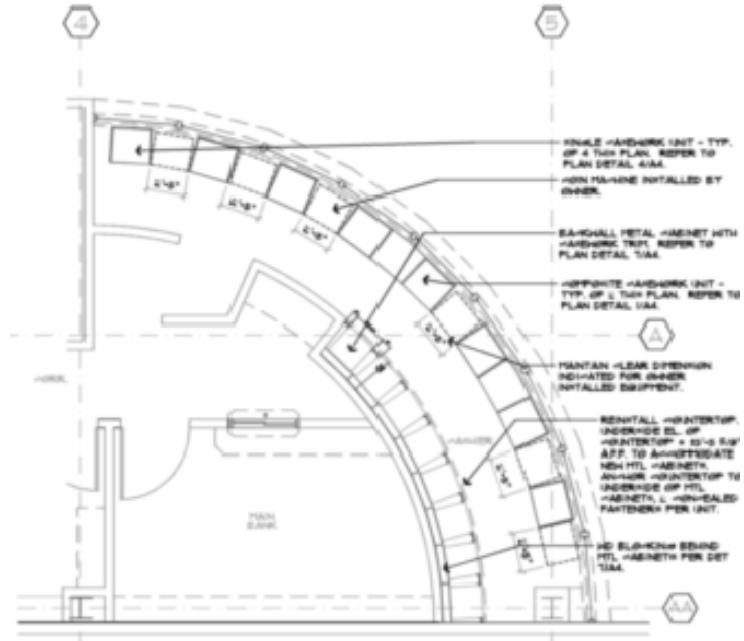 4
5
SINGLE CASEWORK UNIT - TYP.
OF 4 THIS PLAN. REFER TO
PLAN DETAIL 4/A4.
COIN MACHINE INSTALLED BY
OWNER.
BACKWALL METAL CABINET WITH
CASEWORK TRIM. REFER TO
PLAN DETAIL 7/A4.
COMPOSITE CASEWORK UNIT -
TYP. OF 2 THIS PLAN. REFER TO
PLAN DETAIL 1/A4.
A
MAINTAIN CLEAR DIMENSION
INDICATED FOR OWNER
INSTALLED EQUIPMENT.
CORR.
REINSTALL COUNTERTOP.
UNDERSIDE EL. OF
COUNTERTOP =
A.F.F. TO ACCOMMODATE
NEW MTL CABINETS.
ANCHOR COUNTERTOP TO
UNDERSIDE OF MTL
CABINETS, 2 CONCEALED
FASTENERS PER UNIT.
MAIN
BANK
WD BLOCKING BEHIND
MTL CABINETS PER DET
7/A4.
AA